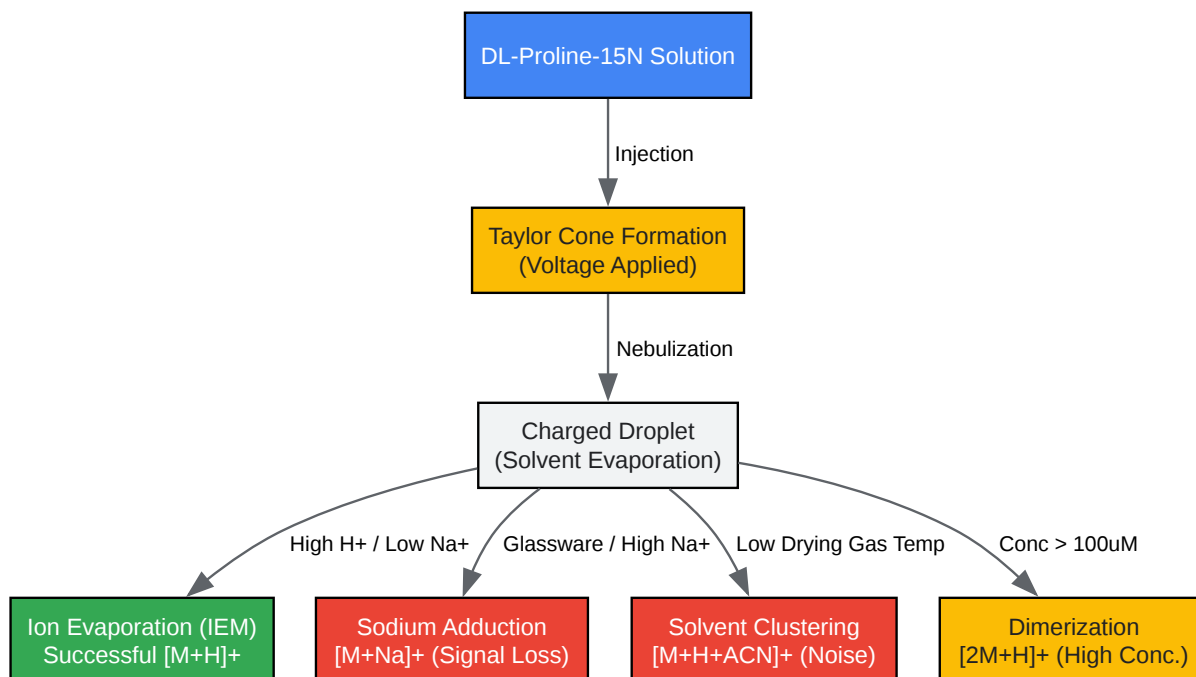 DL-Proline-15N Solution
Injection
Taylor Cone Formation
(Voltage Applied)
Nebulization
Charged Droplet
(Solvent Evaporation)
High H+ / Low Na+
Glassware / High Na+
Low Drying Gas Temp
Conc > 100uM
Ion Evaporation (IEM)
Successful [M+H]+
Sodium Adduction
[M+Na]+ (Signal Loss)
Solvent Clustering
[M+H+ACN]+ (Noise)
Dimerization
[2M+H]+ (High Conc.)